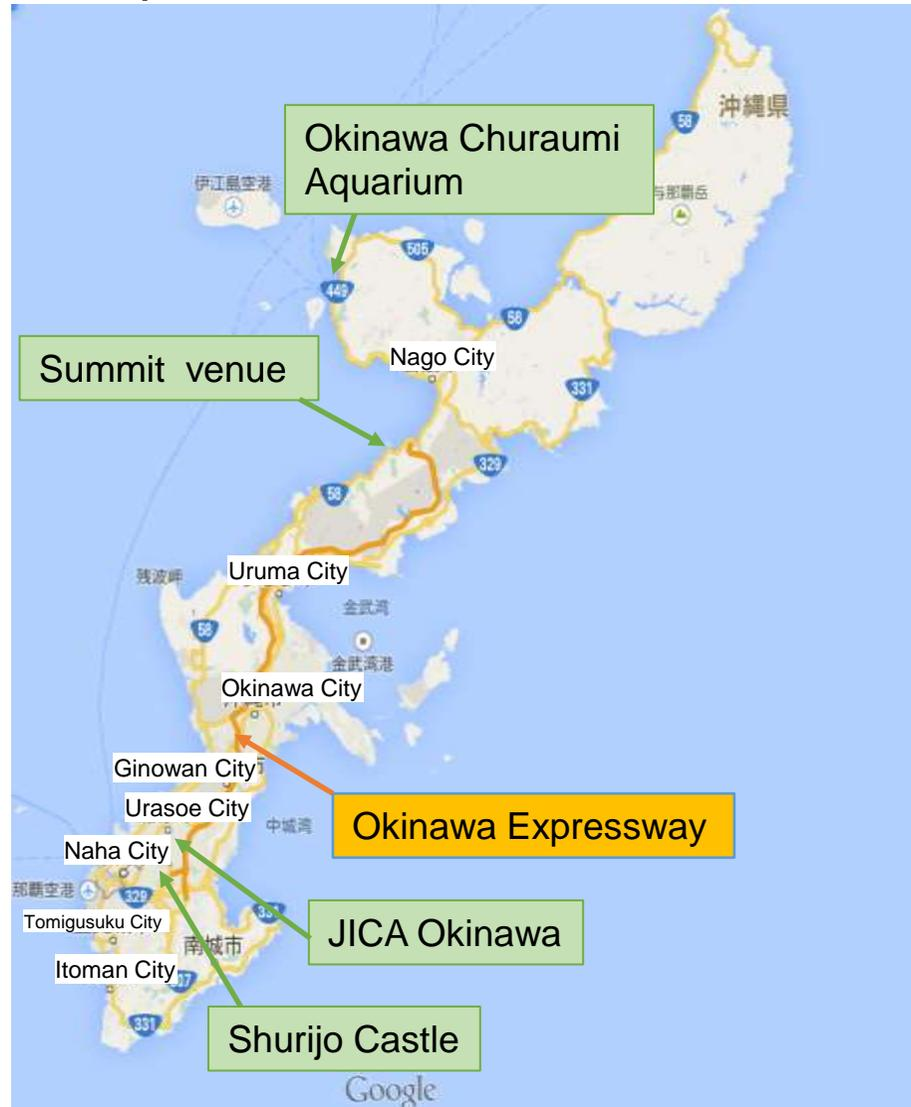 沖縄県
58
Okinawa Churaumi
Aquarium
与那覇岳
伊江島空港
505
449
58
Nago City
Summit venue
331
329
58
Uruma City
残波岬
金武湾
58
金武湾港
Okinawa City
Ginowan City
Urasoe City
中城湾
Okinawa Expressway
Naha City
那覇空港
329
Tomigusuku City
JICA Okinawa
南城市
Itoman City
331
Shurijo Castle
Google